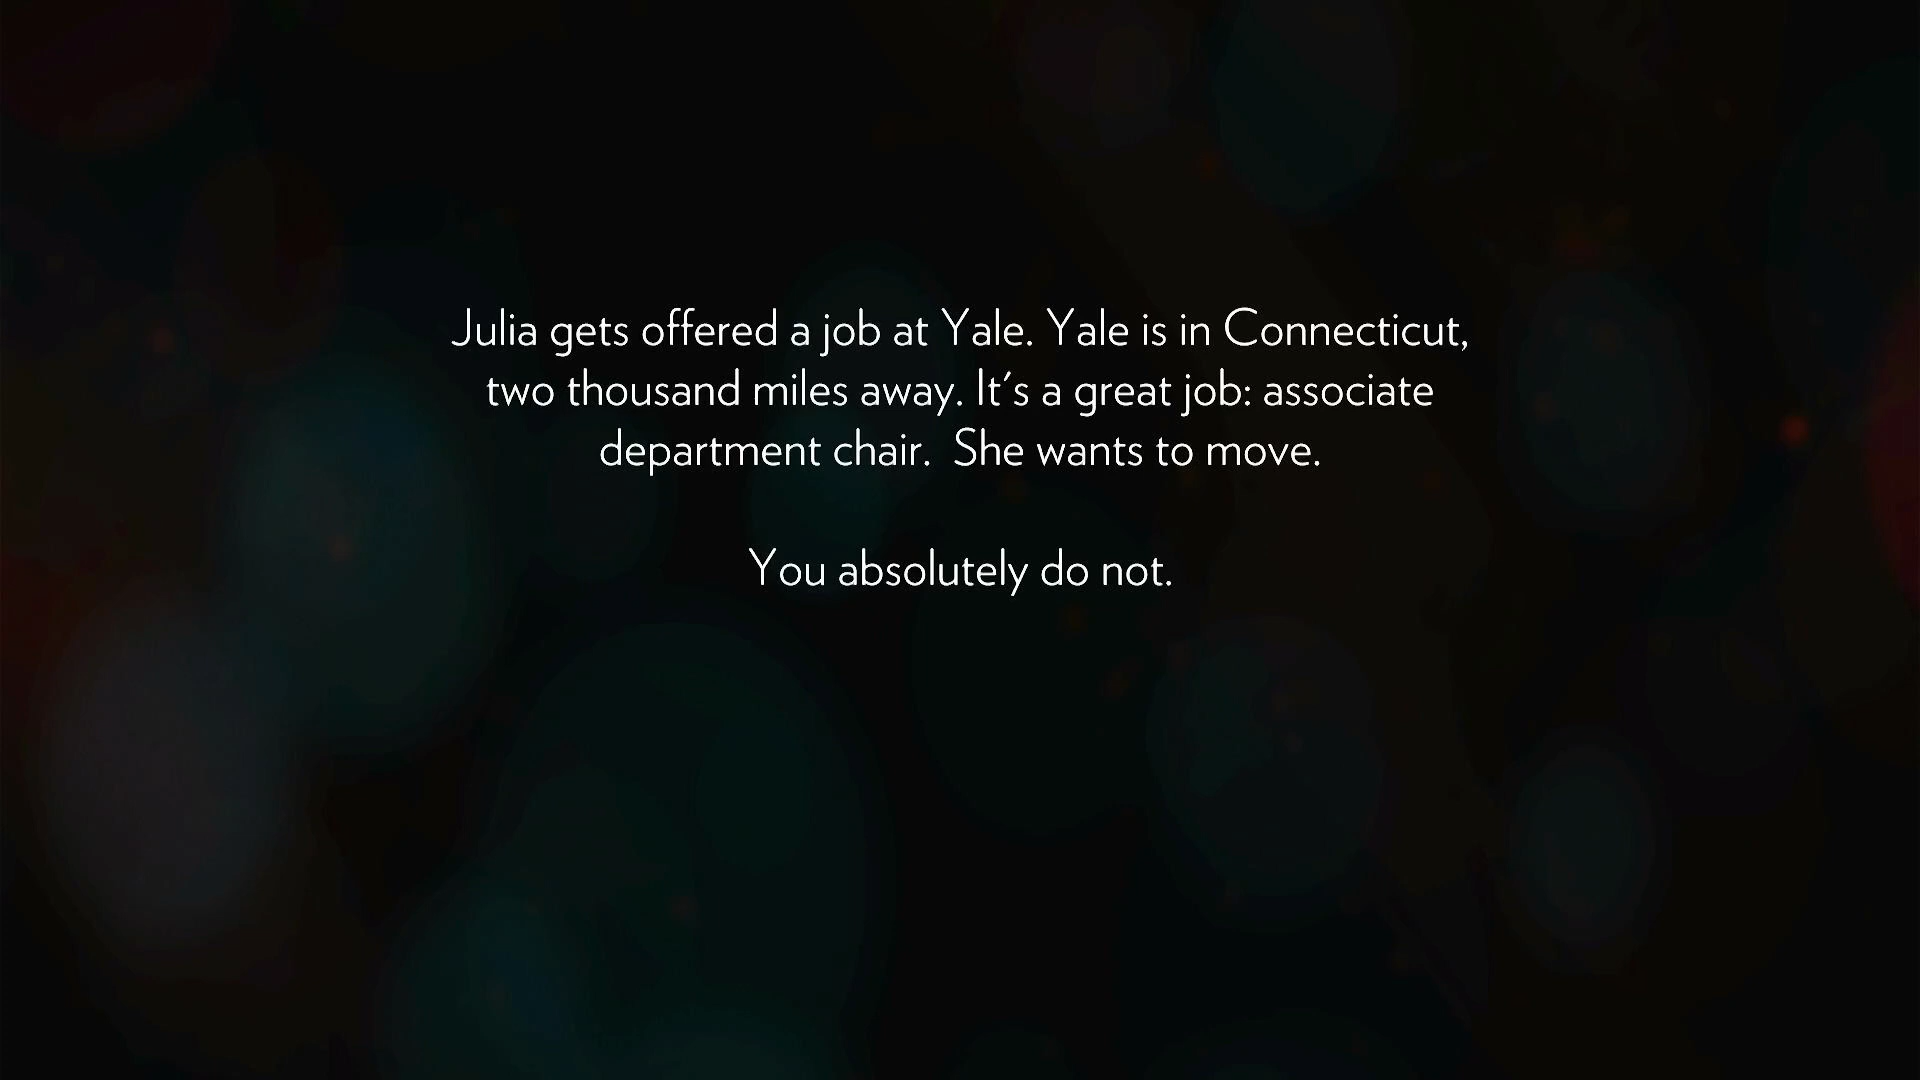 Julia gets offered a job at Yale. Yale is in Connecticut,
two thousand miles away. It's a great job: associate
department chair.  She wants to move.
You absolutely do not.